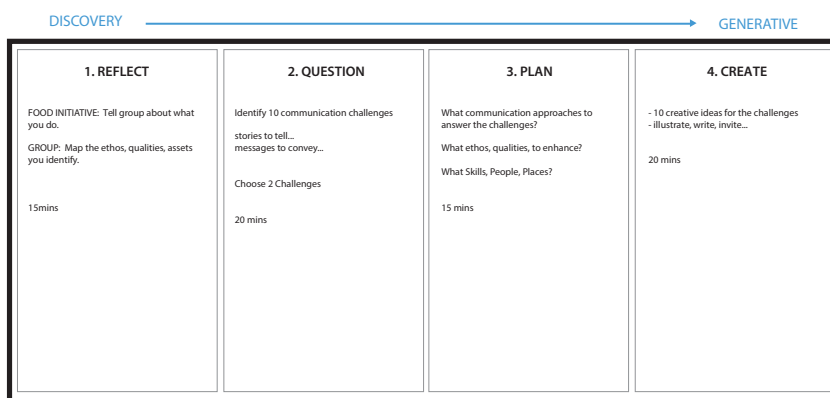 DISCOVERY
GENERATIVE
1. REFLECT
FOOD INITIATIVE: Tell group about what
you do.
GROUP: Map the ethos, qualities, assets
you identify.
15mins
2. QUESTION
Identify 10 communication challenges
stories to tell...
messages to convey...
Choose 2 Challenges
20 mins
3. PLAN
What communication approaches to
answer the challenges?
What ethos, qualities, to enhance?
What Skills, People, Places?
15 mins
4. CREATE
- 10 creative ideas for the challenges
- illustrate, write, invite...
20 mins